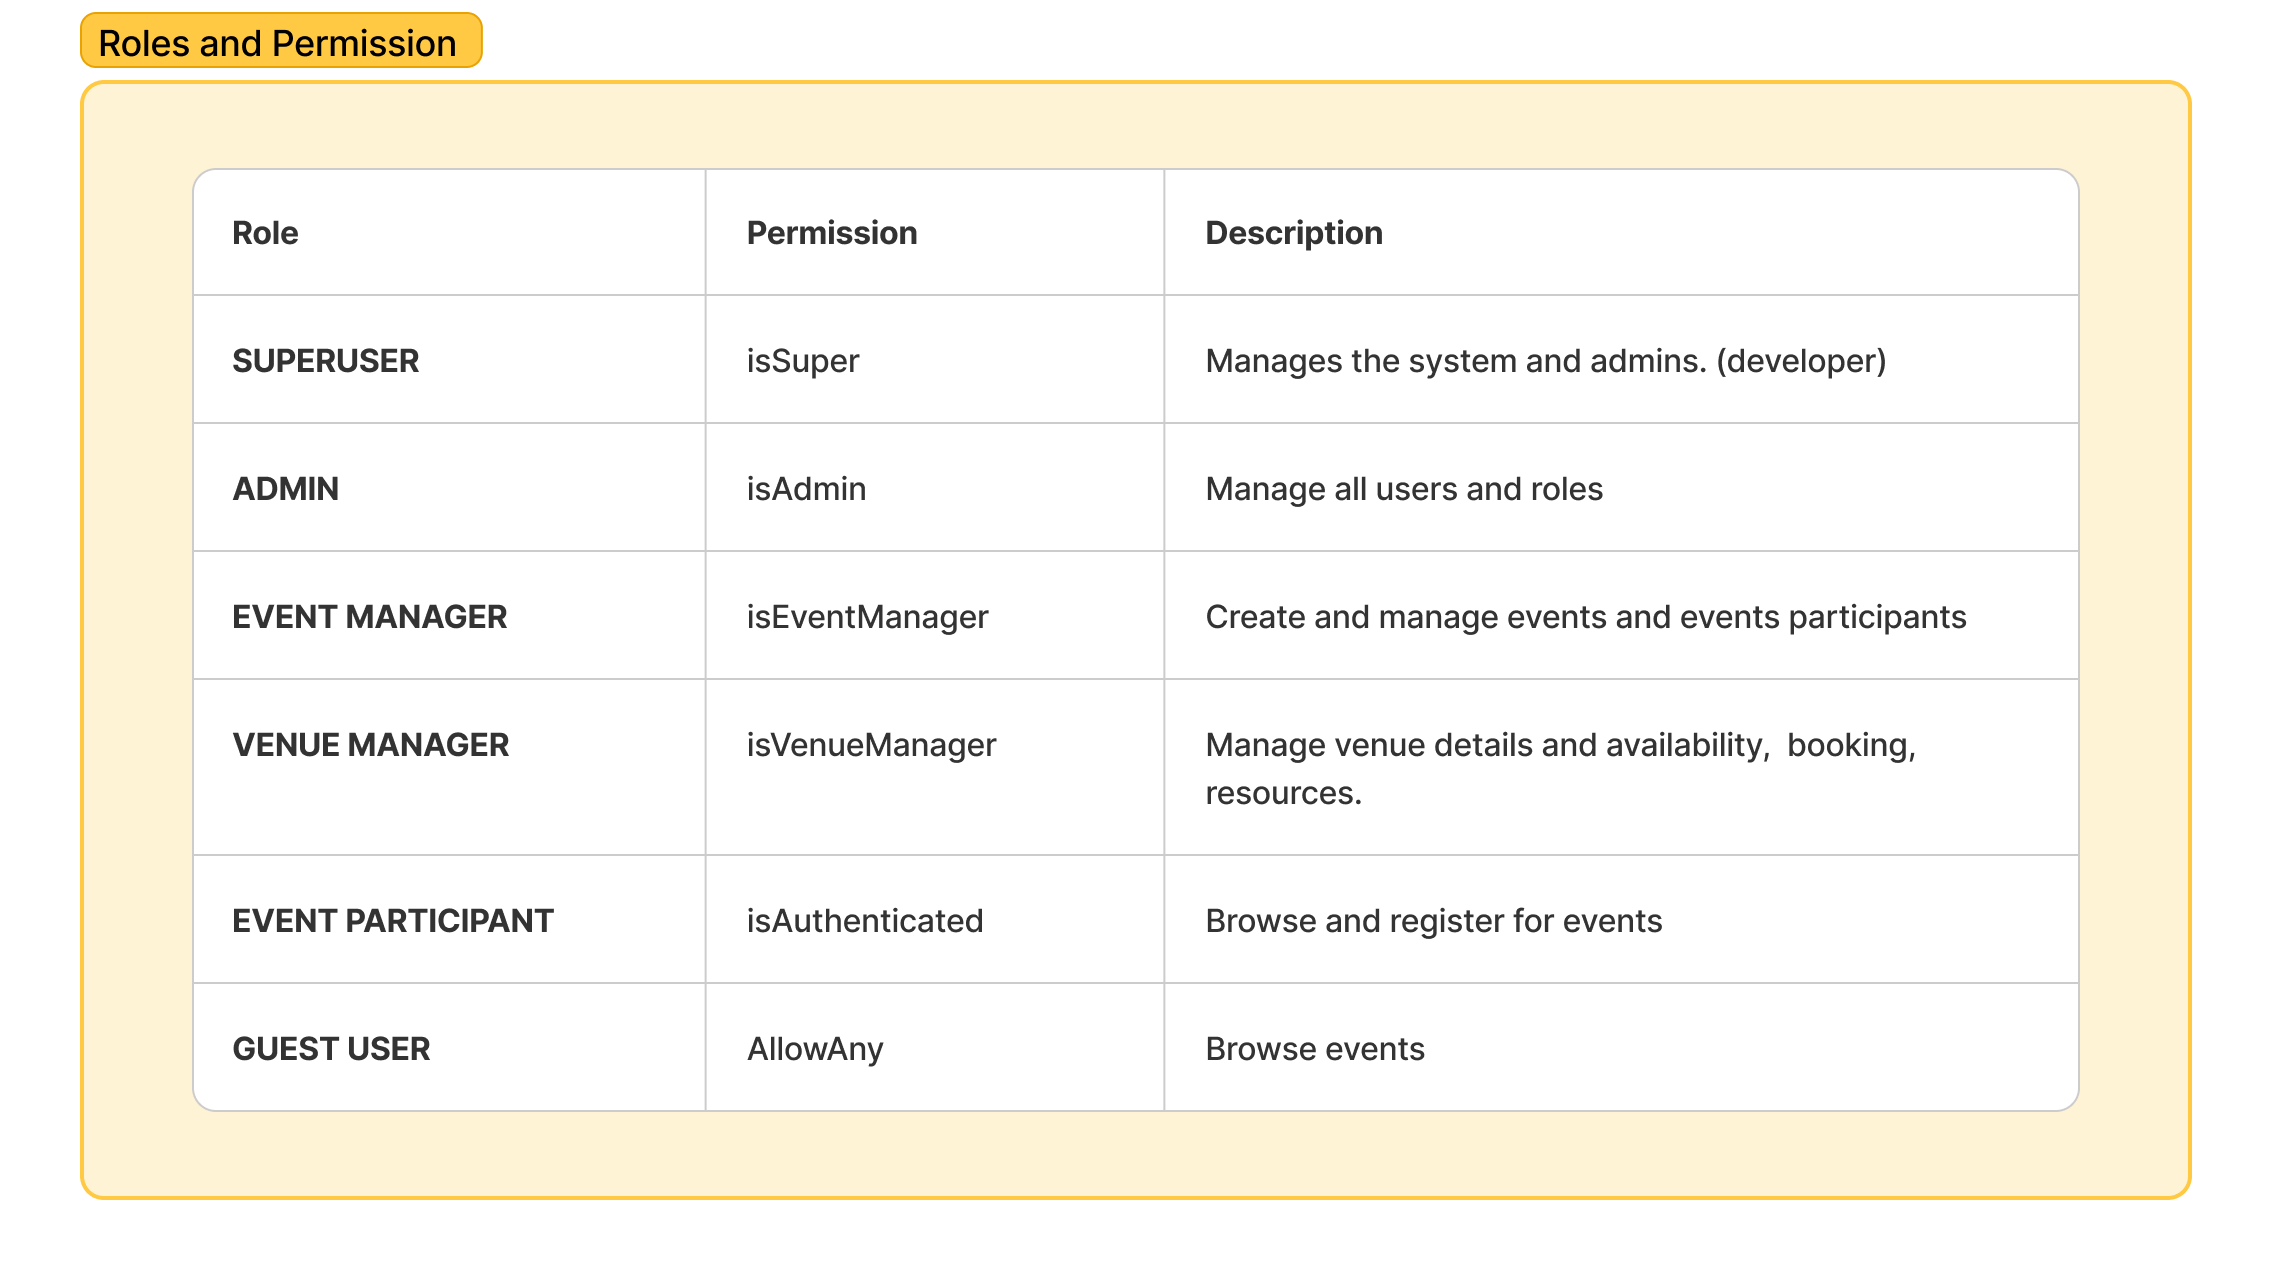 Roles and Permission
Role Permission Description
SUPERUSER isSuper Manages the system and admins. (developer)
ADMIN isAdmin Manage all users and roles
EVENT MANAGER isEventManager Create and manage events and events participants
VENUE MANAGER isVenueManager Manage venue details and availability,  booking,
resources.
EVENT PARTICIPANT isAuthenticated Browse and register for events
GUEST USER AllowAny Browse events